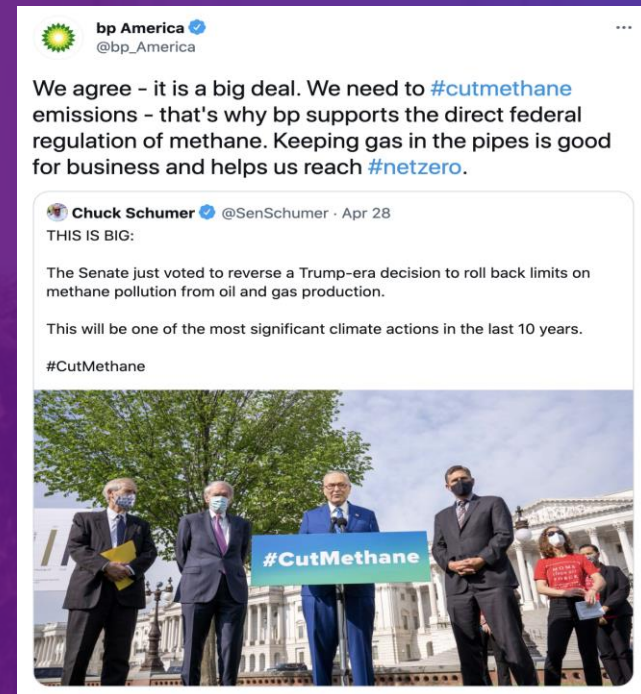 bp America
@bp_America
We agree - it is a big deal. We need to #cutmethane
emissions - that's why bp supports the direct federal
regulation of methane. Keeping gas in the pipes is good
for business and helps us reach #netzero.
Chuck Schumer @SenSchumer · Apr 28
THIS IS BIG:
The Senate just voted to reverse a Trump-era decision to roll back limits on
methane pollution from oil and gas production.
This will be one of the most significant climate actions in the last 10 years.
#CutMethane
#CutMethane